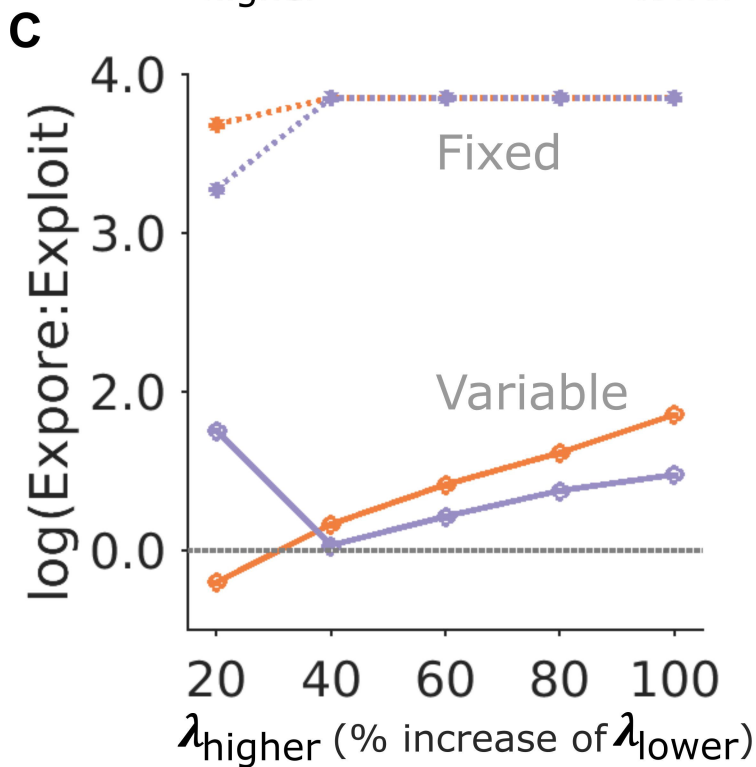 C
4.0
3.0
2.0
0.0
log(Expore:Exploit)
Fixed
Variable
20 40 60 80 100
λhigher (% increase of λlower)